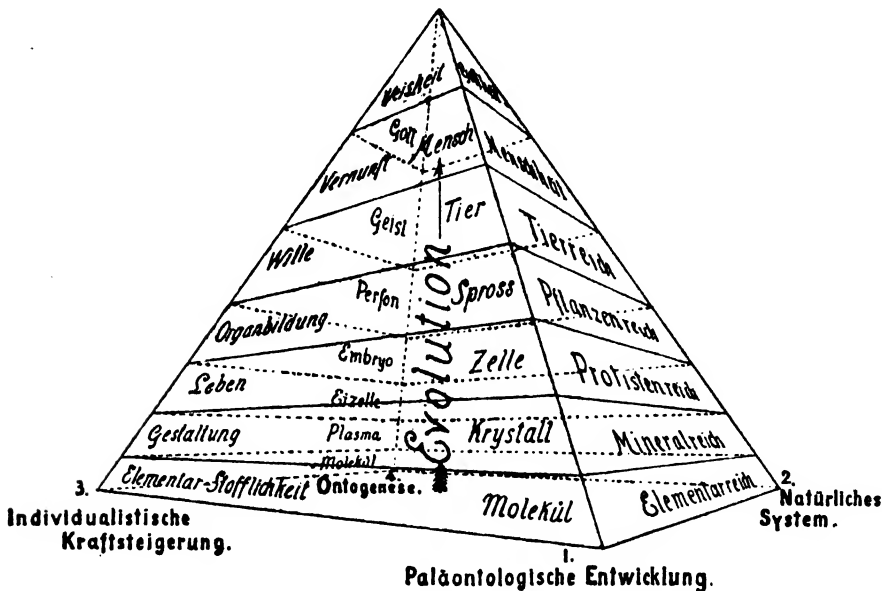 Weisheit
Gott Mensch
Vernunft
Menschheit
Geist
Tier
Tierreich
Wille
Person
Spross
Pflanzenreich
Organbildung
Embryo
Zelle
Protistenreich
Leben
Eizelle
Evolution
Gestaltung
Plasma
Krystall
Mineralreich
Molekül
Elementar-Stofflichkeit
Ontogenese.
Molekül
Elementarreich
3.
Individualistische
Kraftsteigerung.
2.
Natürliches
System.
1.
Paläontologische Entwicklung.